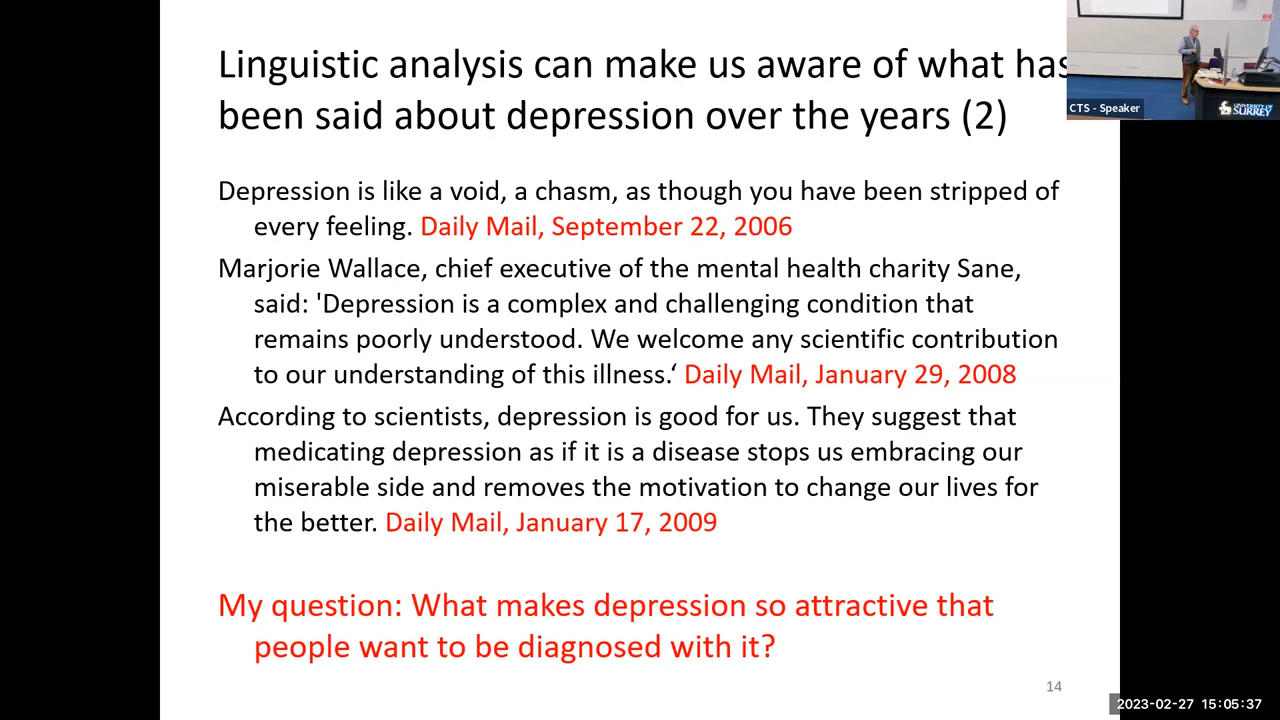 Linguistic analysis can make us aware of what has
been said about depression over the years (2)
CTS - Speaker
UNIVERSITY OF
SURREY
Depression is like a void, a chasm, as though you have been stripped of
every feeling. Daily Mail, September 22, 2006
Marjorie Wallace, chief executive of the mental health charity Sane,
said: 'Depression is a complex and challenging condition that
remains poorly understood. We welcome any scientific contribution
to our understanding of this illness.‘ Daily Mail, January 29, 2008
According to scientists, depression is good for us. They suggest that
medicating depression as if it is a disease stops us embracing our
miserable side and removes the motivation to change our lives for
the better. Daily Mail, January 17, 2009
My question: What makes depression so attractive that
people want to be diagnosed with it?
14
2023-02-27 15:05:37